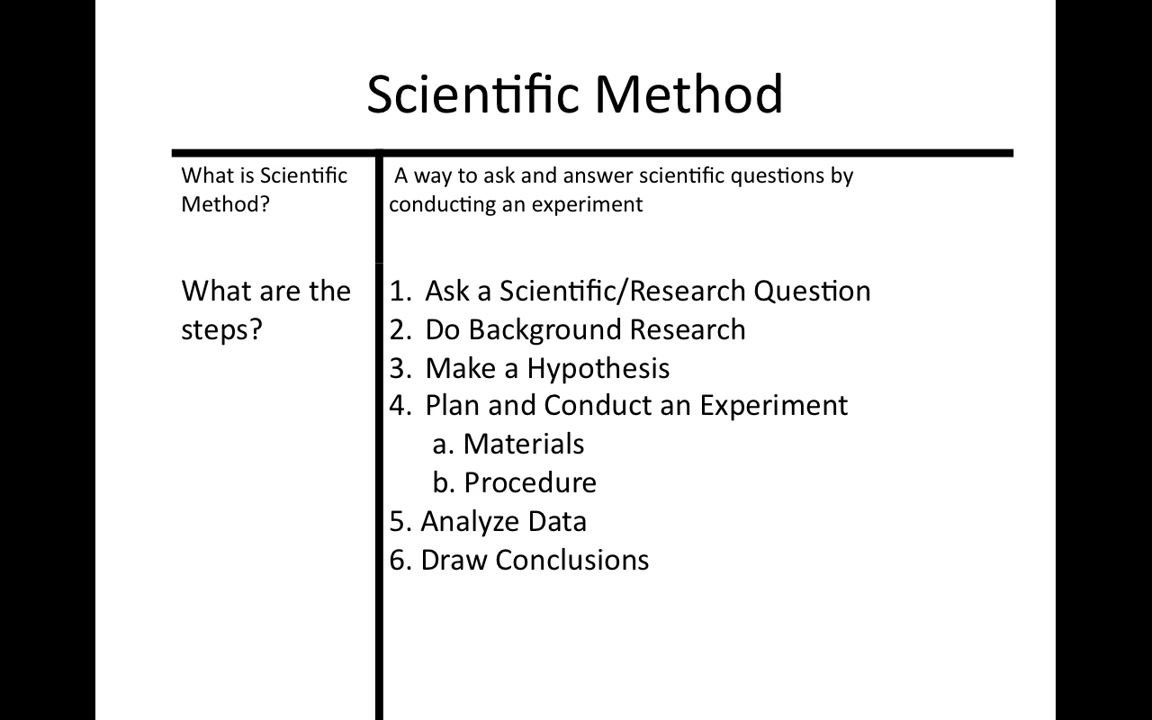 Scientific Method
What is Scientific
Method?
A way to ask and answer scientific questions by
conducting an experiment
What are the
steps?
1. Ask a Scientific/Research Question
2. Do Background Research
3. Make a Hypothesis
4. Plan and Conduct an Experiment
a. Materials
b. Procedure
5. Analyze Data
6. Draw Conclusions